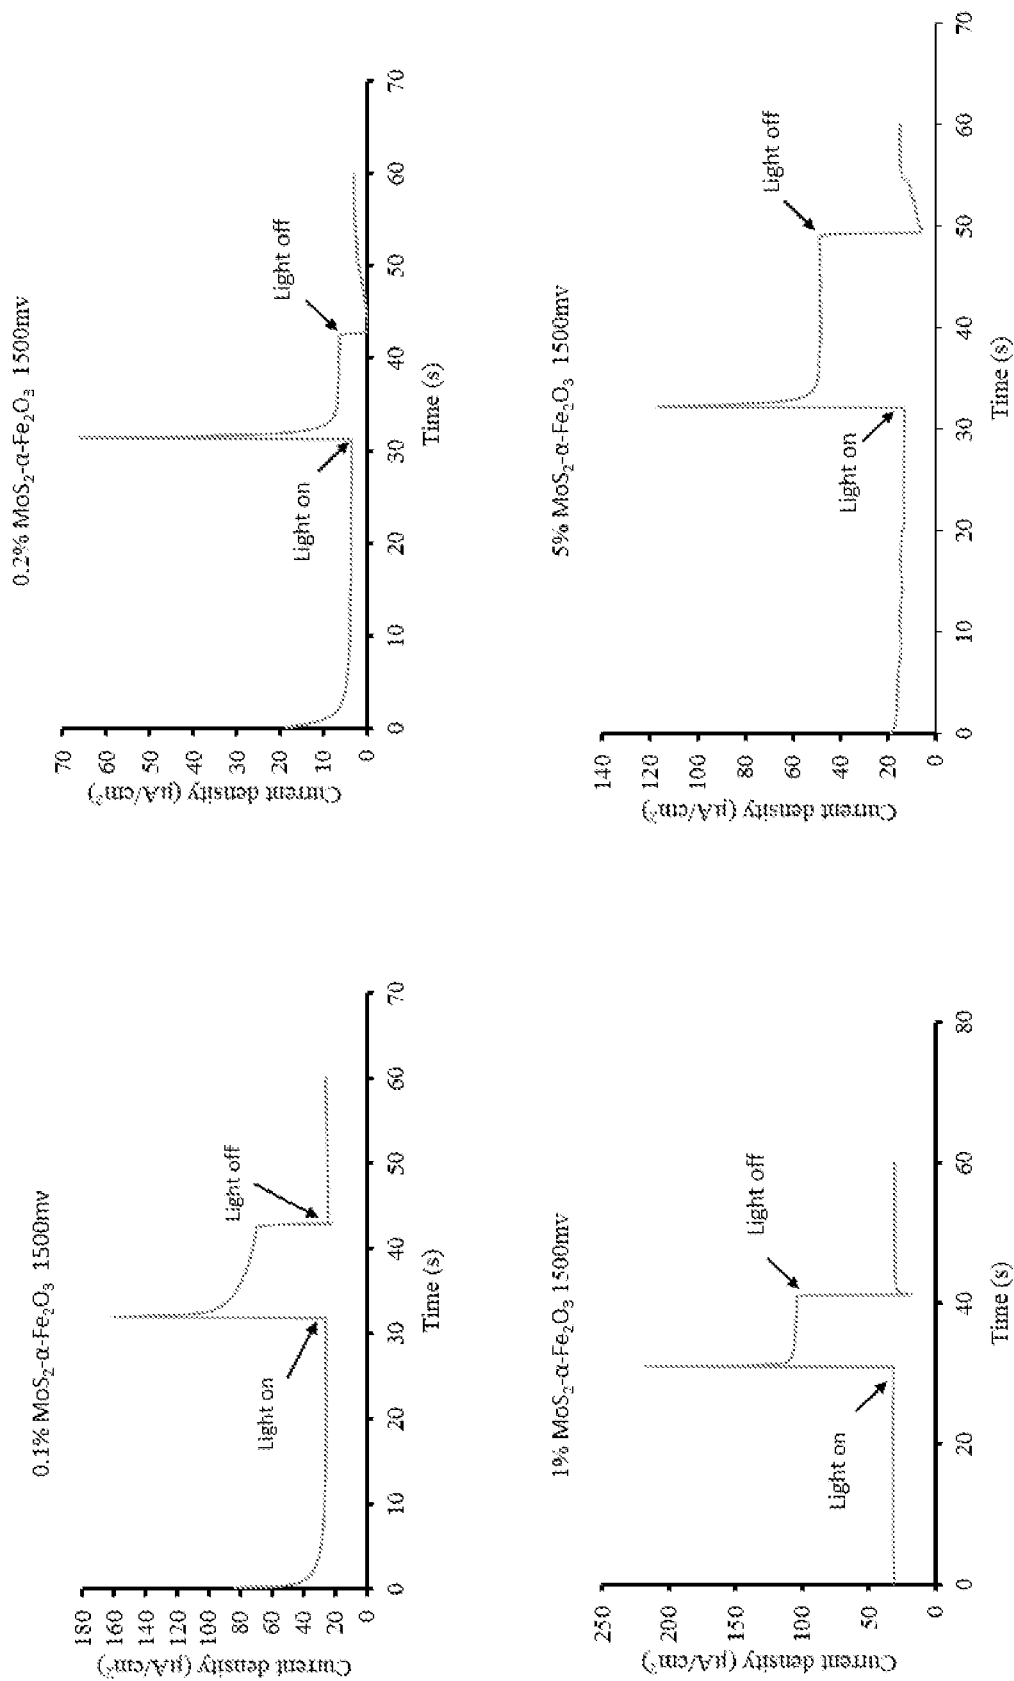 0.1% MoS₂-α-Fe₂O₃ 1500mv
Current density (μA/cm²)
180
160
140
120
100
80
60
40
20
0
0 10 20 30 40 50 60 70
Time (s)
Light on
Light off
0.2% MoS₂-α-Fe₂O₃ 1500mv
Current density (μA/cm²)
70
60
50
40
30
20
10
0
0 10 20 30 40 50 60 70
Time (s)
Light on
Light off
1% MoS₂-α-Fe₂O₃ 1500mv
Current density (μA/cm²)
250
200
150
100
50
0
0 20 40 60 80
Time (s)
Light on
Light off
5% MoS₂-α-Fe₂O₃ 1500mv
Current density (μA/cm²)
140
120
100
80
60
40
20
0
0 10 20 30 40 50 60 70
Time (s)
Light on
Light off